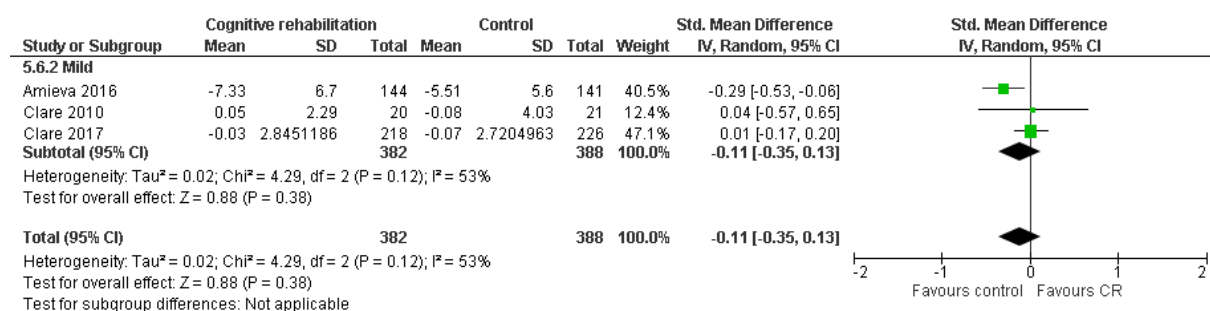 Cognitive rehabilitation Control Std. Mean Difference Std. Mean Difference
Study or Subgroup Mean SD Total Mean SD Total Weight IV, Random, 95% CI IV, Random, 95% CI
5.6.2 Mild
Amieva 2016 -7.33 6.7 144 -5.51 5.6 141 40.5% -0.29 [-0.53, -0.06]
Clare 2010 0.05 2.29 20 -0.08 4.03 21 12.4% 0.04 [-0.57, 0.65]
Clare 2017 -0.03 2.8451186 218 -0.07 2.7204963 226 47.1% 0.01 [-0.17, 0.20]
Subtotal (95% CI) 382 388 100.0% -0.11 [-0.35, 0.13]
Heterogeneity: Tau² = 0.02; Chi² = 4.29, df = 2 (P = 0.12); I² = 53%
Test for overall effect: Z = 0.88 (P = 0.38)
Total (95% CI) 382 388 100.0% -0.11 [-0.35, 0.13]
Heterogeneity: Tau² = 0.02; Chi² = 4.29, df = 2 (P = 0.12); I² = 53%
Test for overall effect: Z = 0.88 (P = 0.38)
Test for subgroup differences: Not applicable
-2 -1 0 1 2
Favours control Favours CR